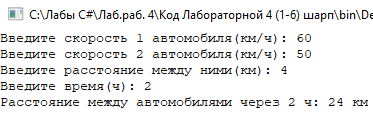 C:\Лабы C#\Лаб.раб. 4\Код Лабораторной 4 (1-6) шарп\bin\De
Введите скорость 1 автомобиля(км/ч): 60
Введите скорость 2 автомобиля(км/ч): 50
Введите расстояние между ними(км): 4
Введите время(ч): 2
Расстояние между автомобилями через 2 ч: 24 км